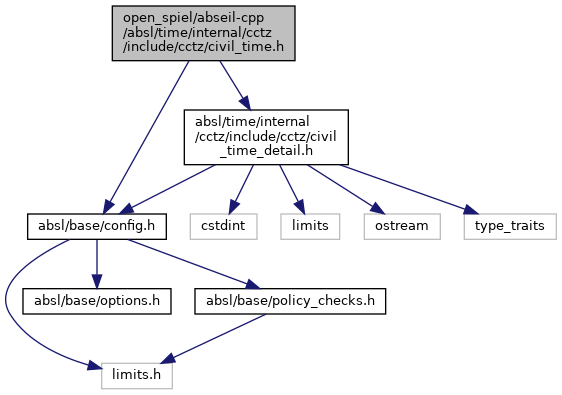 open_spiel/abseil-cpp
/absl/time/internal/cctz
/include/cctz/civil_time.h
absl/time/internal
/cctz/include/cctz/civil
_time_detail.h
absl/base/config.h
cstdint
limits
ostream
type_traits
absl/base/options.h
absl/base/policy_checks.h
limits.h